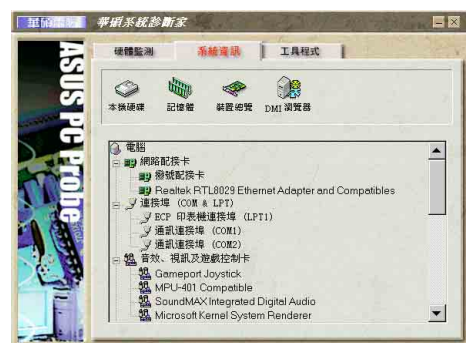 華碩電腦 華碩系統診斷家
硬體監測 系統資訊 工具程式
ASUS PC Probe
本機硬碟 記憶體 裝置總覽 DMI 瀏覽器
電腦
網路配接卡
撥號配接卡
Realtek RTL8029 Ethernet Adapter and Compatibles
連接埠 (COM & LPT)
ECP 印表機連接埠 (LPT1)
通訊連接埠 (COM1)
通訊連接埠 (COM2)
音效、視訊及遊戲控制卡
Gameport Joystick
MPU-401 Compatible
SoundMAX Integrated Digital Audio
Microsoft Kernel System Renderer